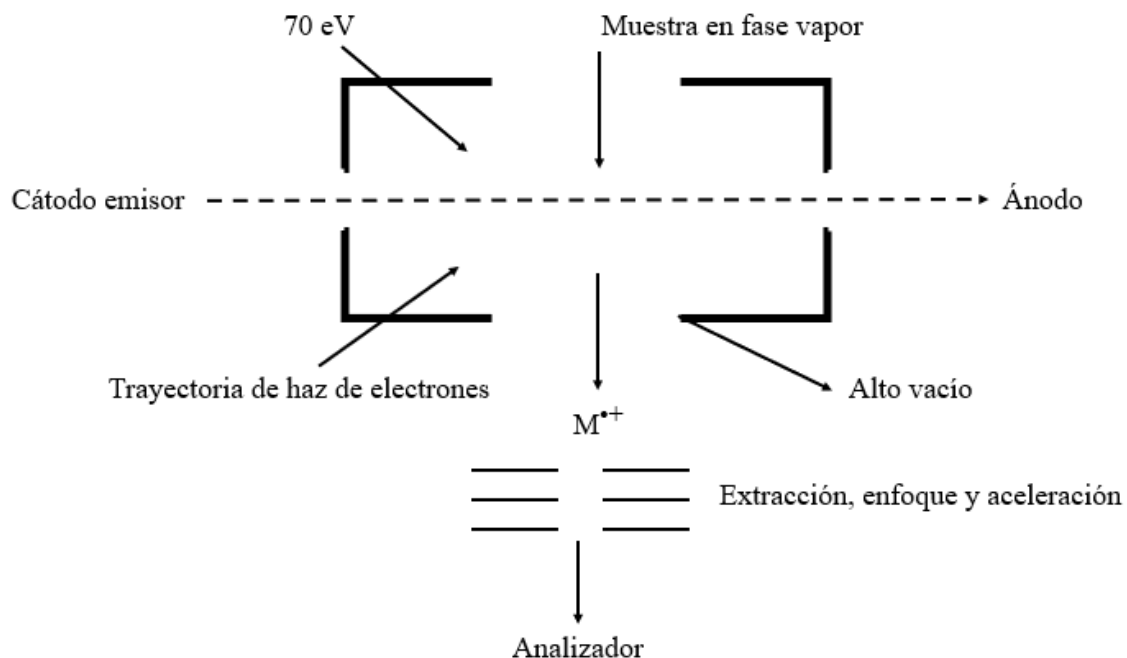 70 eV
Muestra en fase vapor
Cátodo emisor
Ánodo
Trayectoria de haz de electrones
Alto vacío
M•+
Extracción, enfoque y aceleración
Analizador